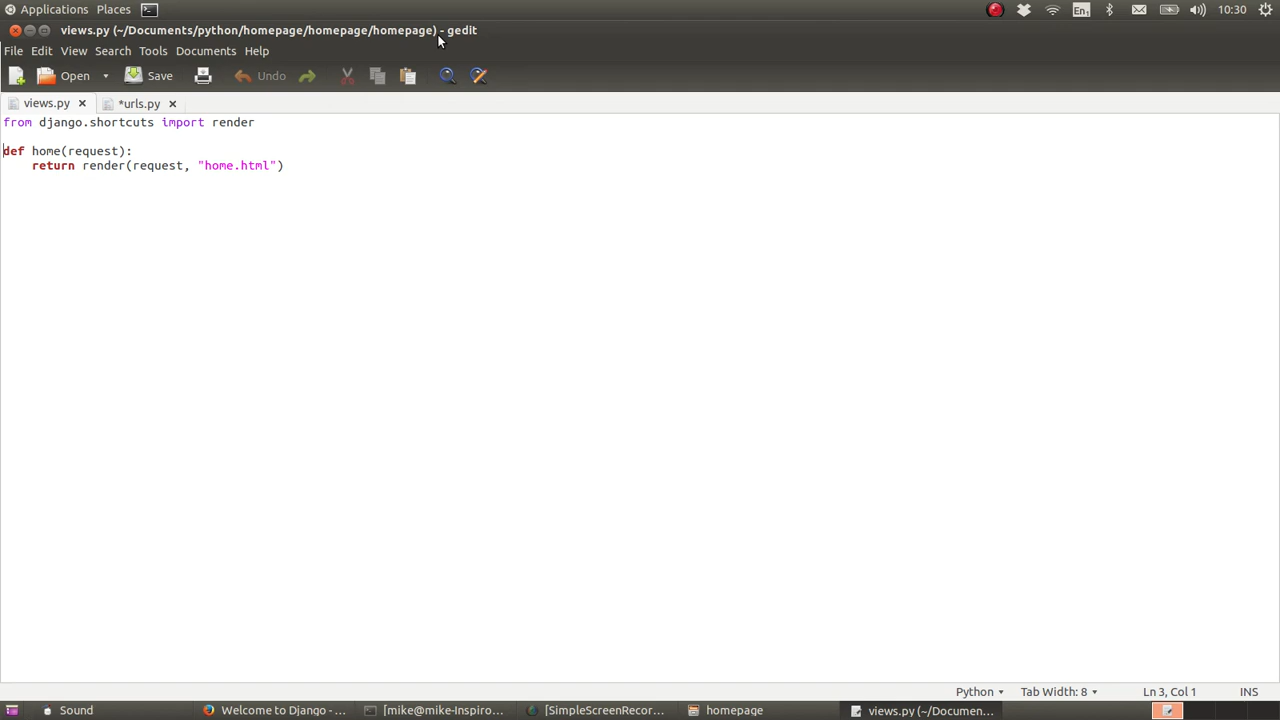 Applications Places En1 10:30
views.py (~/Documents/python/homepage/homepage/homepage) - gedit
File Edit View Search Tools Documents Help
Open Save Undo
views.py *urls.py
from django.shortcuts import render
def home(request):
return render(request, "home.html")
Python Tab Width: 8 Ln 3, Col 1 INS
Sound Welcome to Django - ... [mike@mike-Inspiro... [SimpleScreenRecor... homepage views.py (~/Documen...